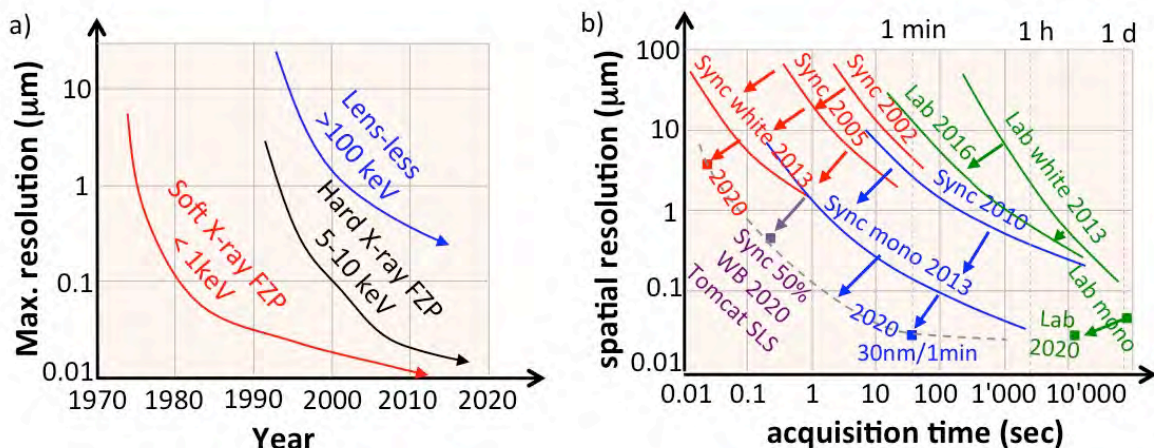 a)
Max. resolution (μm)
10
1
0.1
0.01
1970 1980 1990 2000 2010 2020
Year
Soft X-ray FZP
< 1keV
Hard X-ray FZP
5-10 keV
Lens-less
>100 keV
b)
1 min
1 h
1 d
spatial resolution (μm)
100
10
1
0.1
0.01
0.01 0.1 1 10 100 1'000 10'000
acquisition time (sec)
Sync white 2013
Sync 2005
Sync 2002
Lab 2016
Lab white 2013
2020
Sync 50%
WB 2020
Tomcat SLS
Sync mono 2013
Sync 2010
2020
30nm/1min
Lab
2020
Lab mono